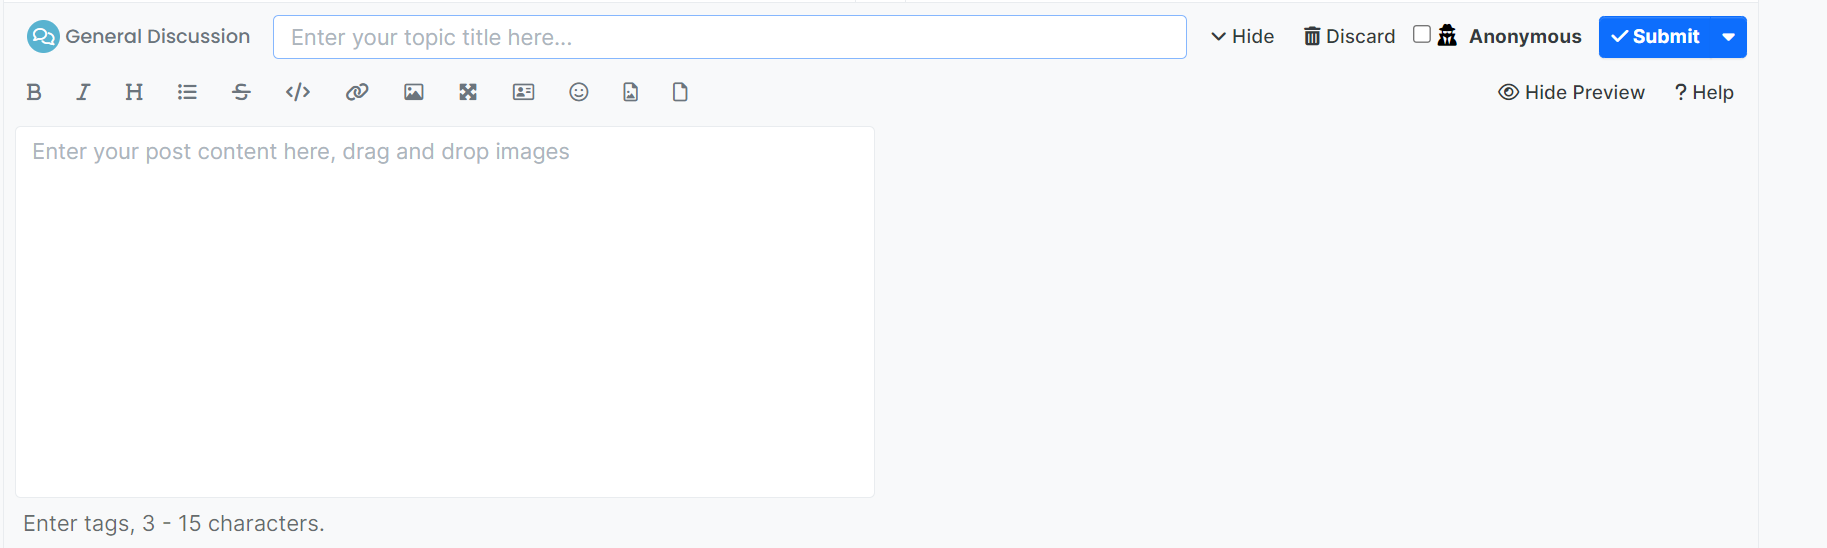 General Discussion Enter your topic title here... Hide Discard Anonymous Submit
B I H S </> Hide Preview ? Help
Enter your post content here, drag and drop images
Enter tags, 3 - 15 characters.